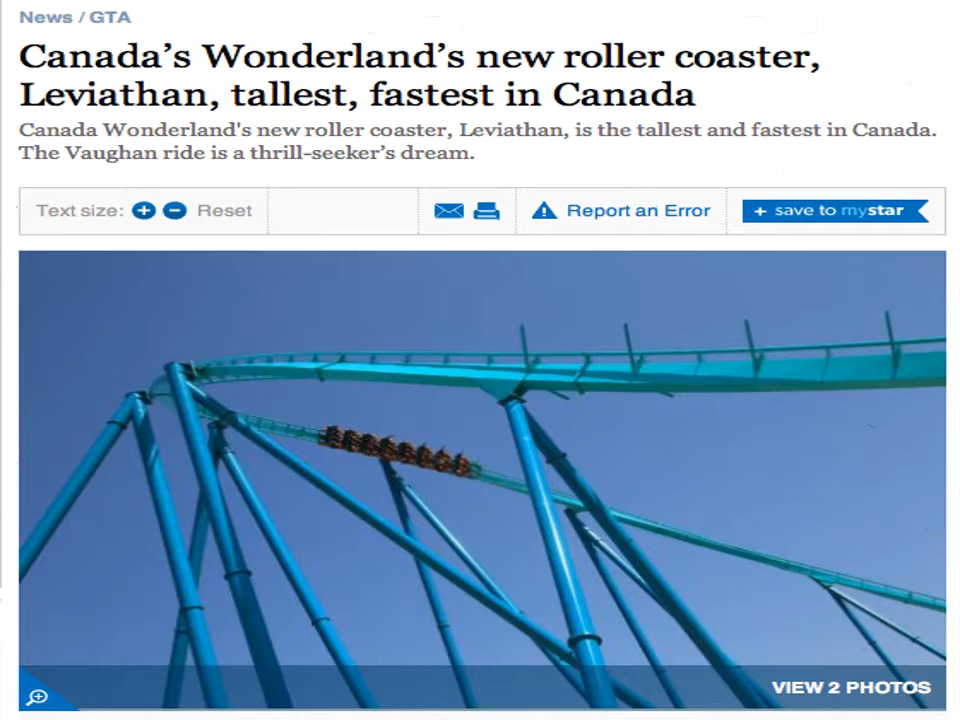 News / GTA
Canada’s Wonderland’s new roller coaster,
Leviathan, tallest, fastest in Canada
Canada Wonderland's new roller coaster, Leviathan, is the tallest and fastest in Canada.
The Vaughan ride is a thrill-seeker’s dream.
Text size: + - Reset Report an Error + save to mystar
VIEW 2 PHOTOS